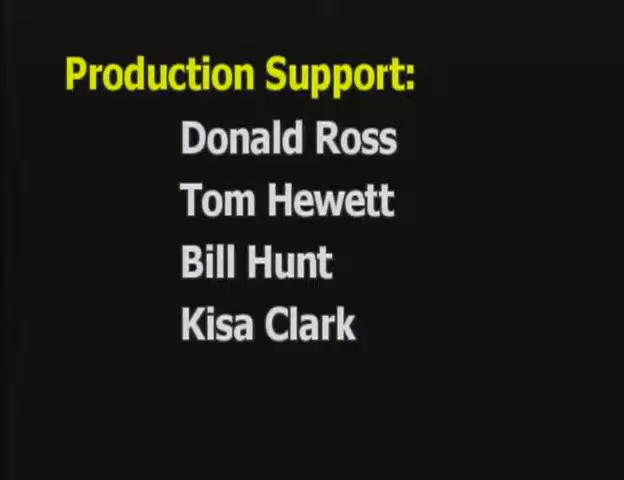 Production Support:
Donald Ross
Tom Hewett
Bill Hunt
Kisa Clark